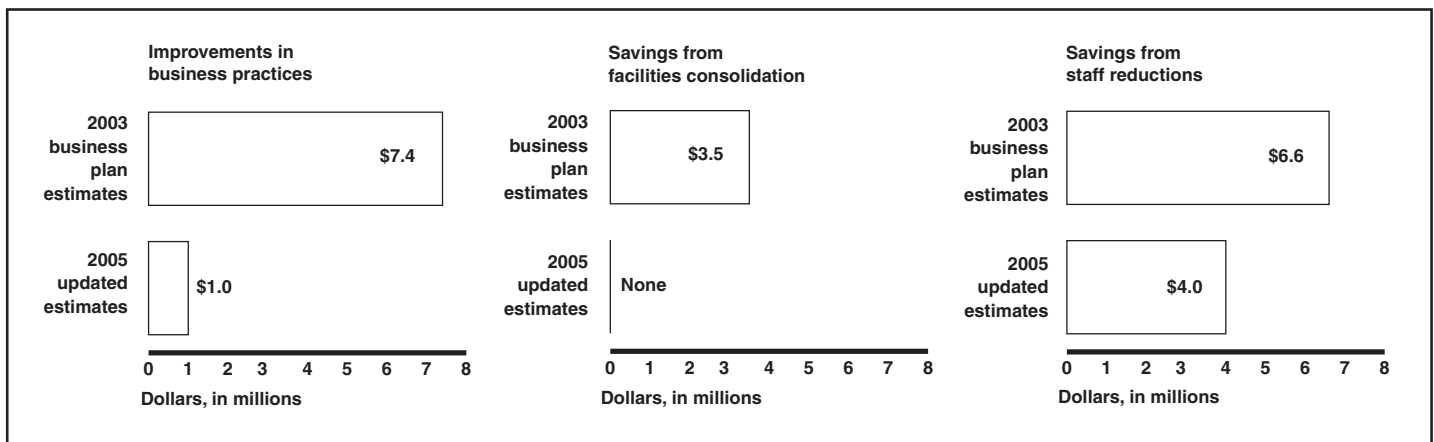 Improvements in
business practices
2003
business
plan
estimates
$7.4
2005
updated
estimates
$1.0
0 1 2 3 4 5 6 7 8
Dollars, in millions
Savings from
facilities consolidation
2003
business
plan
estimates
$3.5
2005
updated
estimates
None
0 1 2 3 4 5 6 7 8
Dollars, in millions
Savings from
staff reductions
2003
business
plan
estimates
$6.6
2005
updated
estimates
$4.0
0 1 2 3 4 5 6 7 8
Dollars, in millions